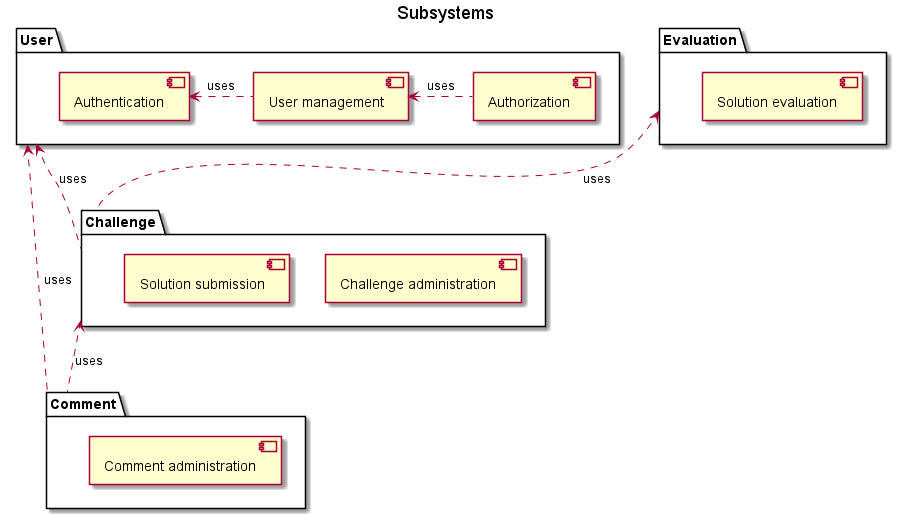 Subsystems
User
Evaluation
Authentication
uses
User management
uses
Authorization
Solution evaluation
uses
uses
Challenge
Solution submission
Challenge administration
uses
uses
Comment
Comment administration